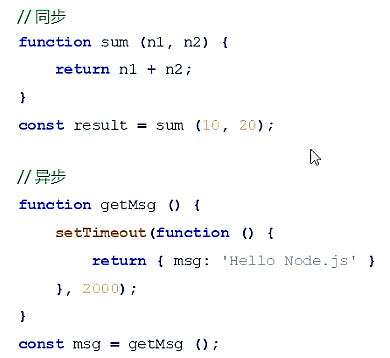 //同步
function sum (n1, n2) {
    return n1 + n2;
}
const result = sum (10, 20);
//异步
function getMsg () {
    setTimeout(function () {
        return { msg: 'Hello Node.js' }
    }, 2000);
}
const msg = getMsg ();